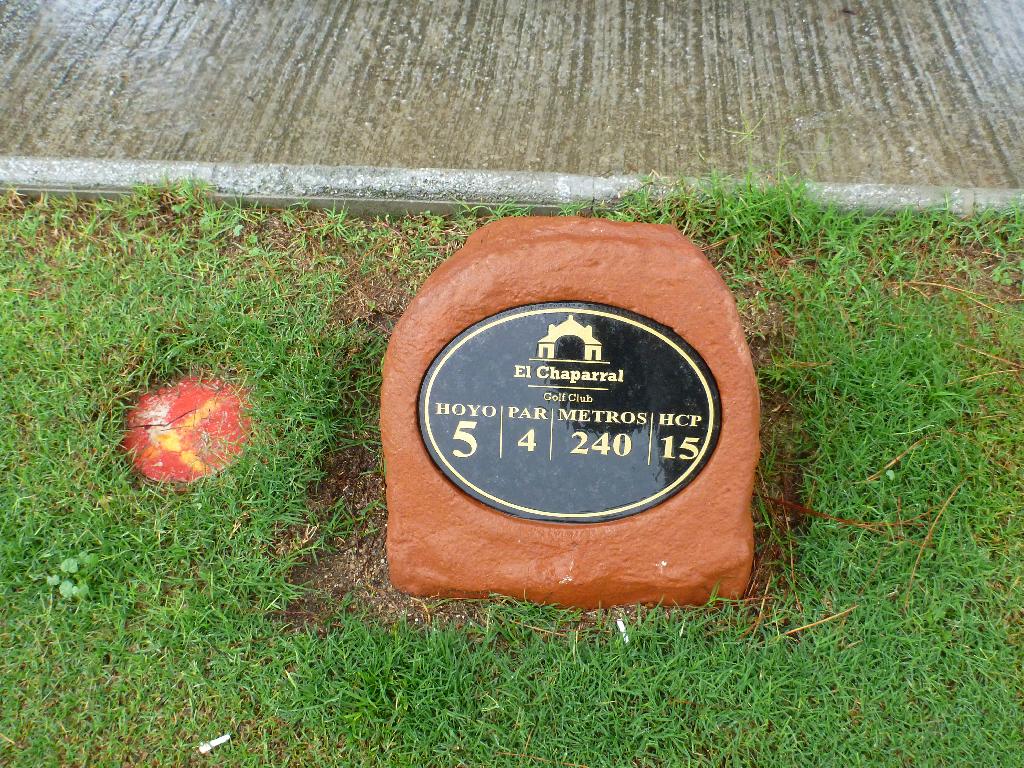 El Chaparral
Golf Club
HOYO PAR METROS HCP
5 4 240 15